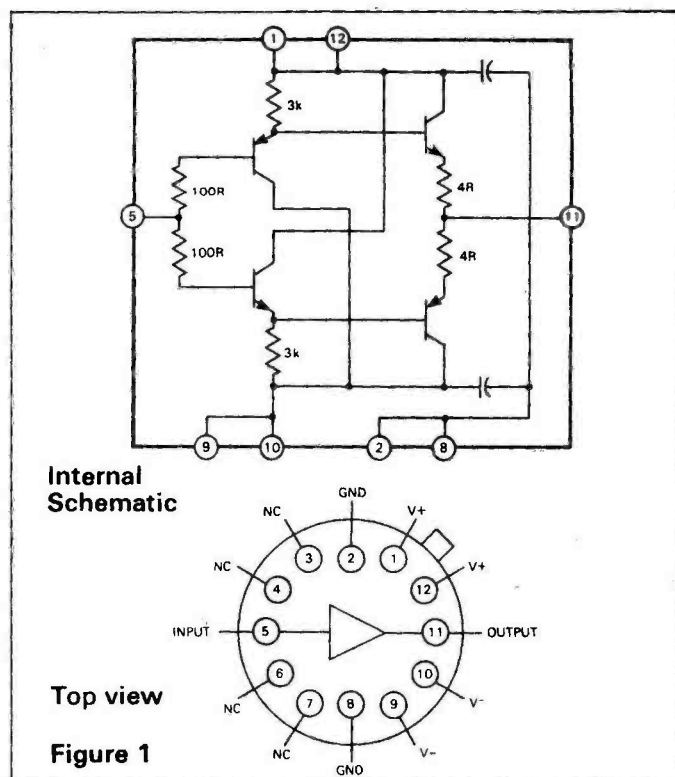 1 12
3k
100R
4R
5 11
100R
4R
3k
9 10 2 8
Internal
Schematic
GND
NC V+
3 2 1
NC V+
4 12
INPUT 5 11 OUTPUT
6 10
NC V-
7 8 9
NC V-
GND
Top view
Figure 1